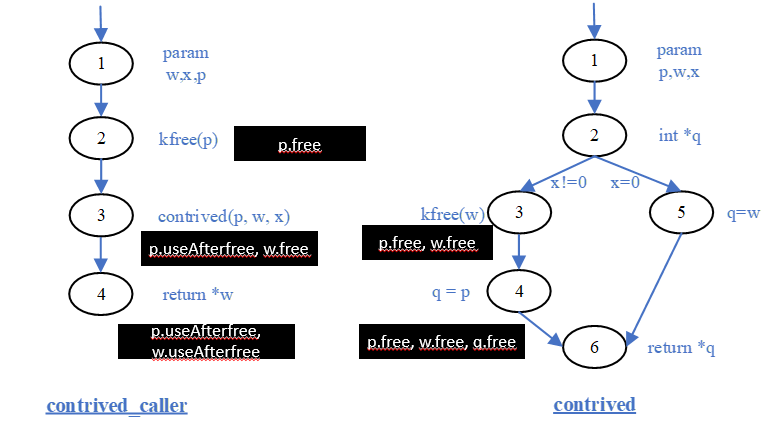 1
param
w,x,p
2
kfree(p)
p.free
3
contrived(p, w, x)
p.useAfterfree, w.free
4
return *w
p.useAfterfree,
w.useAfterfree
contrived_caller
1
param
p,w,x
2
int *q
x!=0
x=0
kfree(w)
3
5
q=w
p.free, w.free
q = p
4
p.free, w.free, q.free
6
return *q
contrived